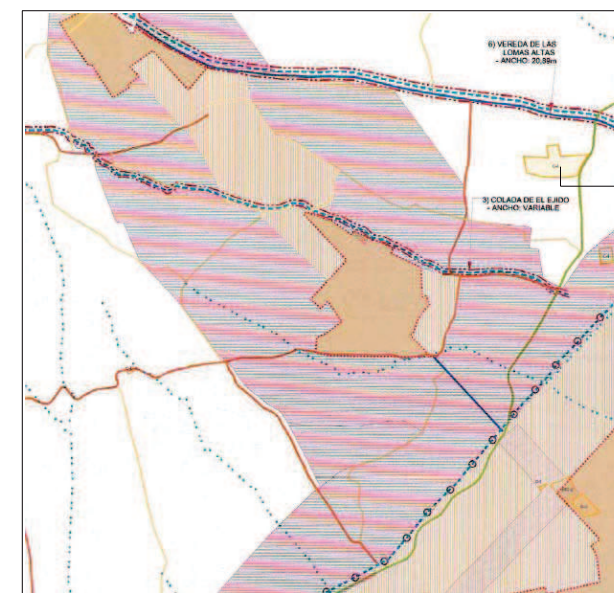 6) VEREDA DE LAS
LOMAS ALTAS
- ANCHO: 20,89m
3) COLADA DE EL EJIDO
- ANCHO: VARIABLE